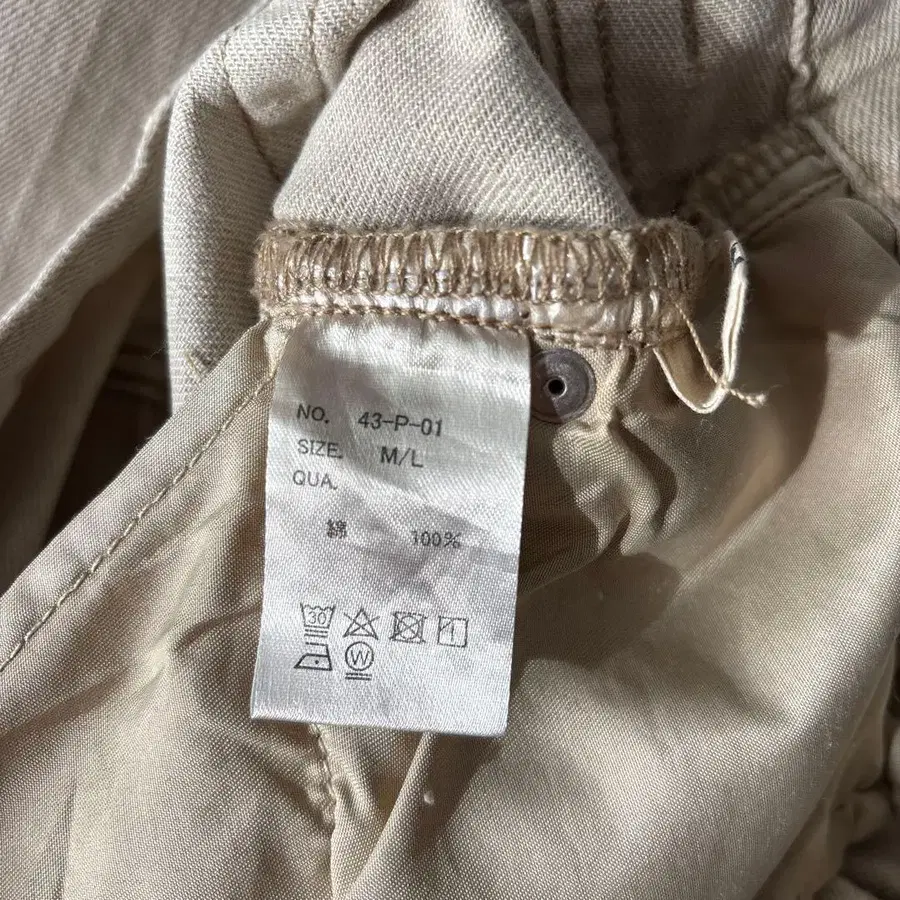 NO. 43-P-01
SIZE. M/L
QUA.
綿 100%
30
W